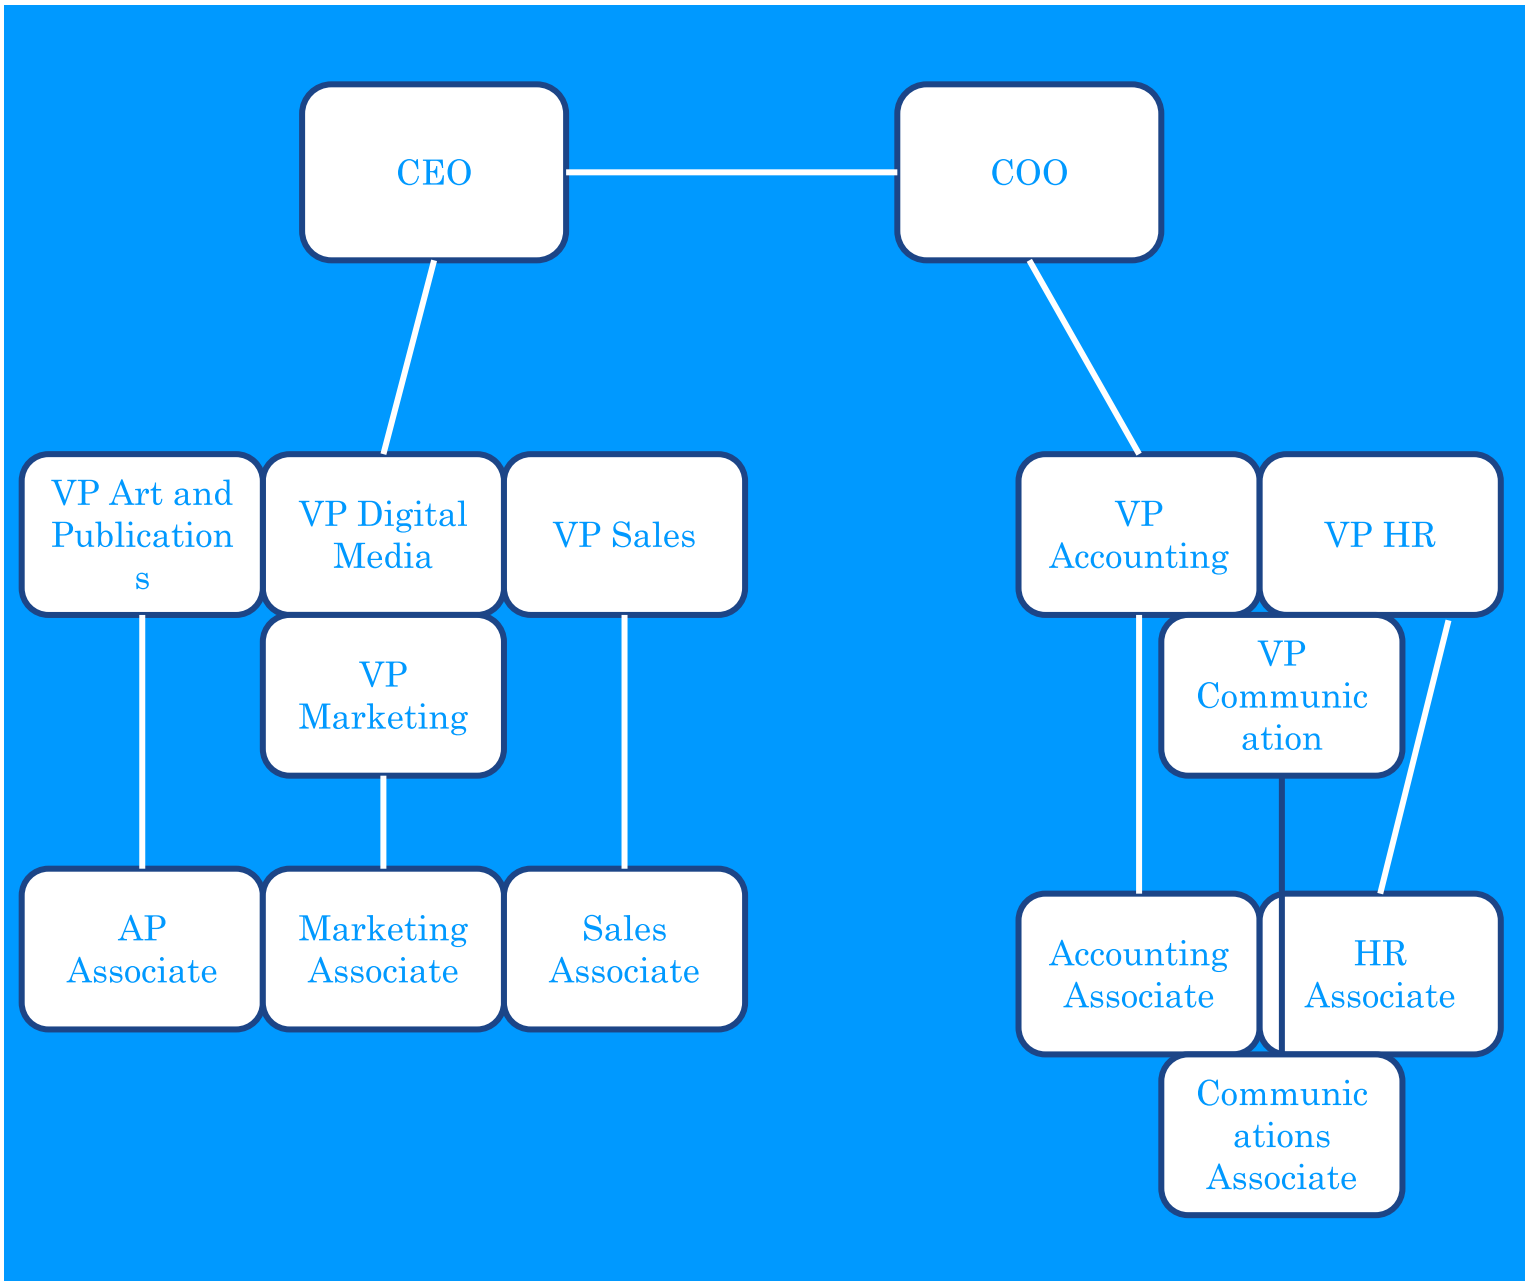 CEO
COO
VP Art and
Publication
s
VP Digital
Media
VP Sales
VP
Accounting
VP HR
VP
Marketing
VP
Communic
ation
AP
Associate
Marketing
Associate
Sales
Associate
Accounting
Associate
HR
Associate
Communic
ations
Associate